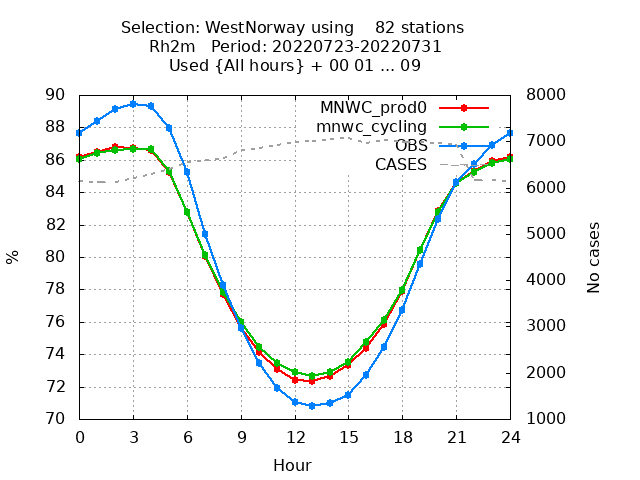 Selection: WestNorway using    82 stations
Rh2m   Period: 20220723-20220731
Used {All hours} + 00 01 ... 09
MNWC_prod0
mnwc_cycling
OBS
CASES
90
88
86
84
82
80
78
76
74
72
70
%
8000
7000
6000
5000
4000
3000
2000
1000
No cases
0 3 6 9 12 15 18 21 24
Hour